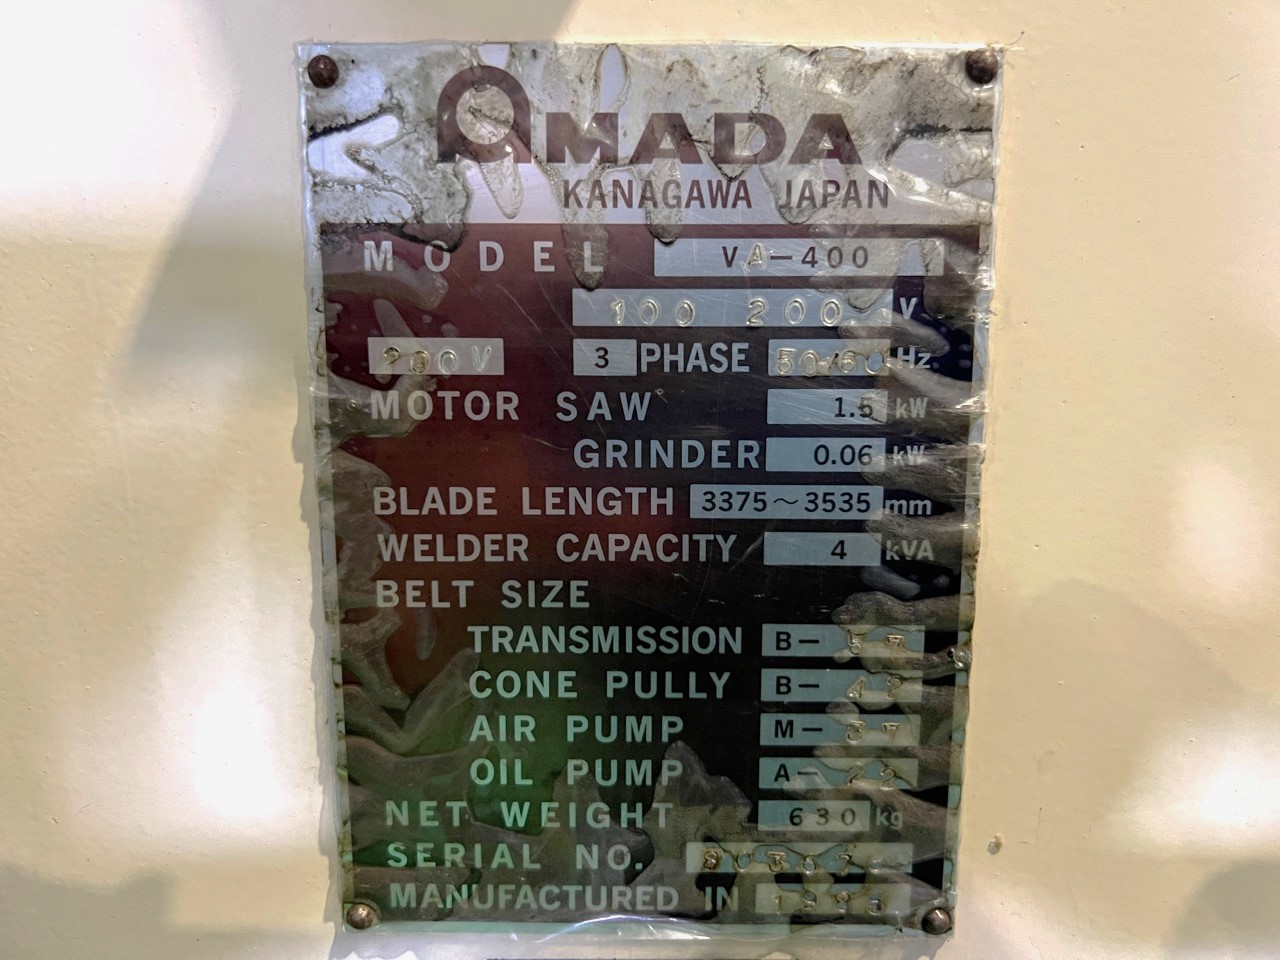 AMADA
KANAGAWA JAPAN
MODEL VA-400
100 200 V
200V 3 PHASE 50/60 Hz
MOTOR SAW 1.5 kW
GRINDER 0.06 kW
BLADE LENGTH 3375～3535 mm
WELDER CAPACITY 4 kVA
BELT SIZE
TRANSMISSION B-
CONE PULLY B-
AIR PUMP M-
OIL PUMP A-
NET WEIGHT 630 kg
SERIAL NO.
MANUFACTURED IN